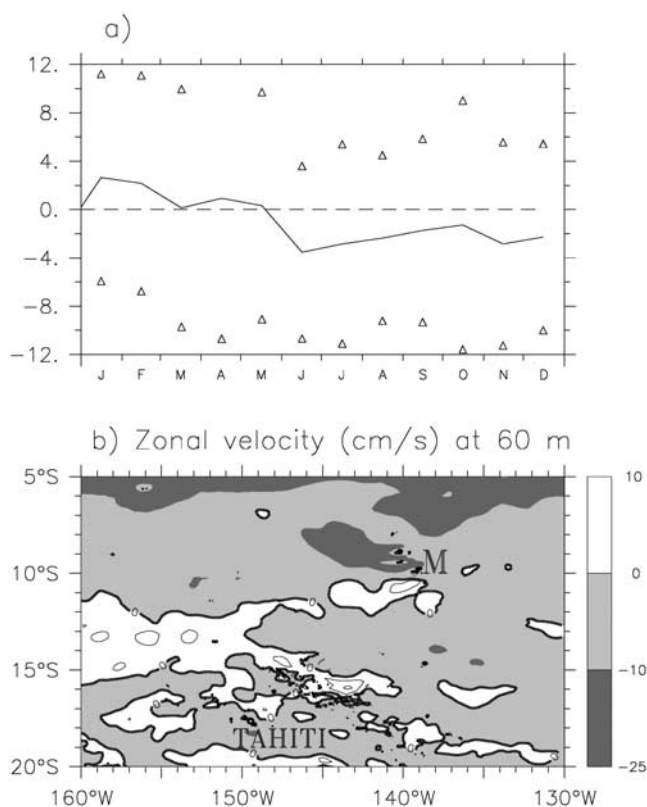 a)
12.
8.
4.
0.
−4.
−8.
−12.
J F M A M J J A S O N D
b) Zonal velocity (cm/s) at 60 m
5°S
10°S
15°S
20°S
M
TAHITI
160°W 150°W 140°W 130°W
10
0
−10
−25